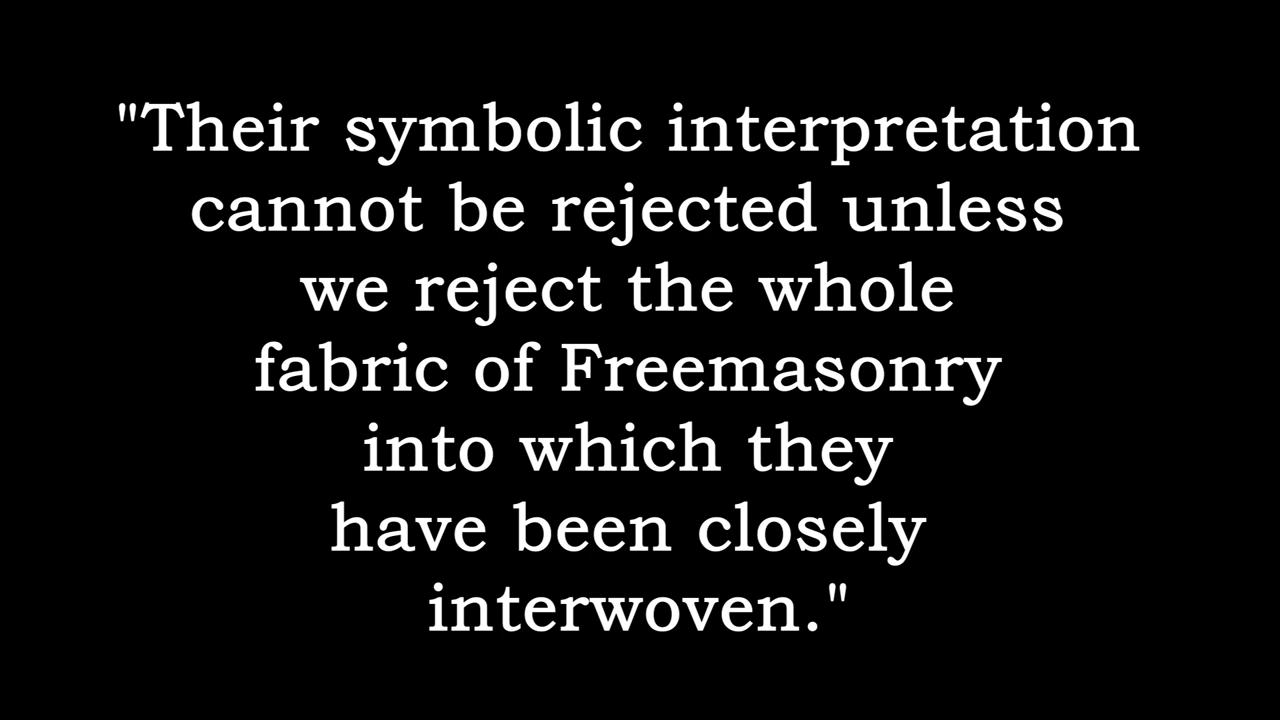 "Their symbolic interpretation
cannot be rejected unless
we reject the whole
fabric of Freemasonry
into which they
have been closely
interwoven."